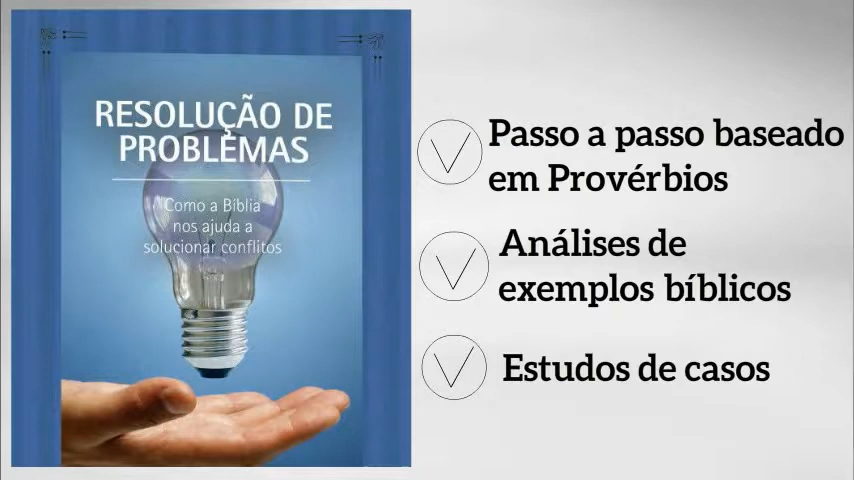 RESOLUÇÃO DE
PROBLEMAS
Como a Bíblia
nos ajuda a
solucionar conflitos
Passo a passo baseado
em Provérbios
Análises de
exemplos bíblicos
Estudos de casos